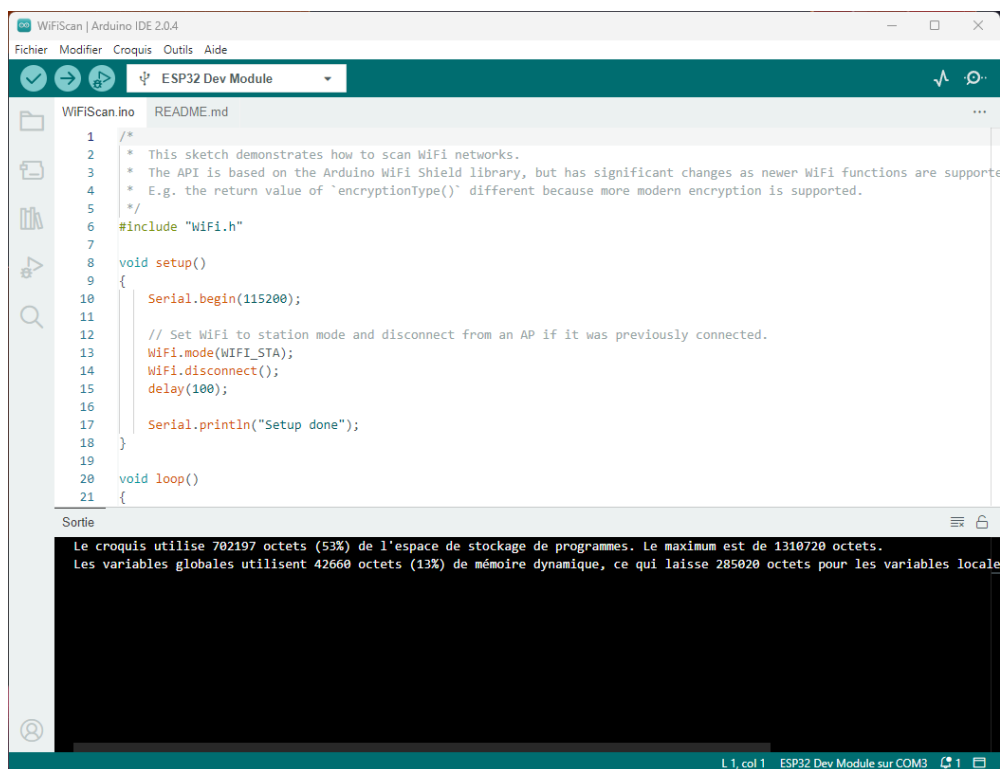 WiFiScan | Arduino IDE 2.0.4
Fichier Modifier Croquis Outils Aide
ESP32 Dev Module
WiFiScan.ino README.md
1 /*
2 * This sketch demonstrates how to scan WiFi networks.
3 * The API is based on the Arduino WiFi Shield library, but has significant changes as newer WiFi functions are supporte
4 * E.g. the return value of `encryptionType()` different because more modern encryption is supported.
5 */
6 #include "WiFi.h"
7
8 void setup()
9 {
10 Serial.begin(115200);
11
12 // Set WiFi to station mode and disconnect from an AP if it was previously connected.
13 WiFi.mode(WIFI_STA);
14 WiFi.disconnect();
15 delay(100);
16
17 Serial.println("Setup done");
18 }
19
20 void loop()
21 {
Sortie
Le croquis utilise 702197 octets (53%) de l'espace de stockage de programmes. Le maximum est de 1310720 octets.
Les variables globales utilisent 42660 octets (13%) de mémoire dynamique, ce qui laisse 285020 octets pour les variables locale
L 1, col 1 ESP32 Dev Module sur COM3 1